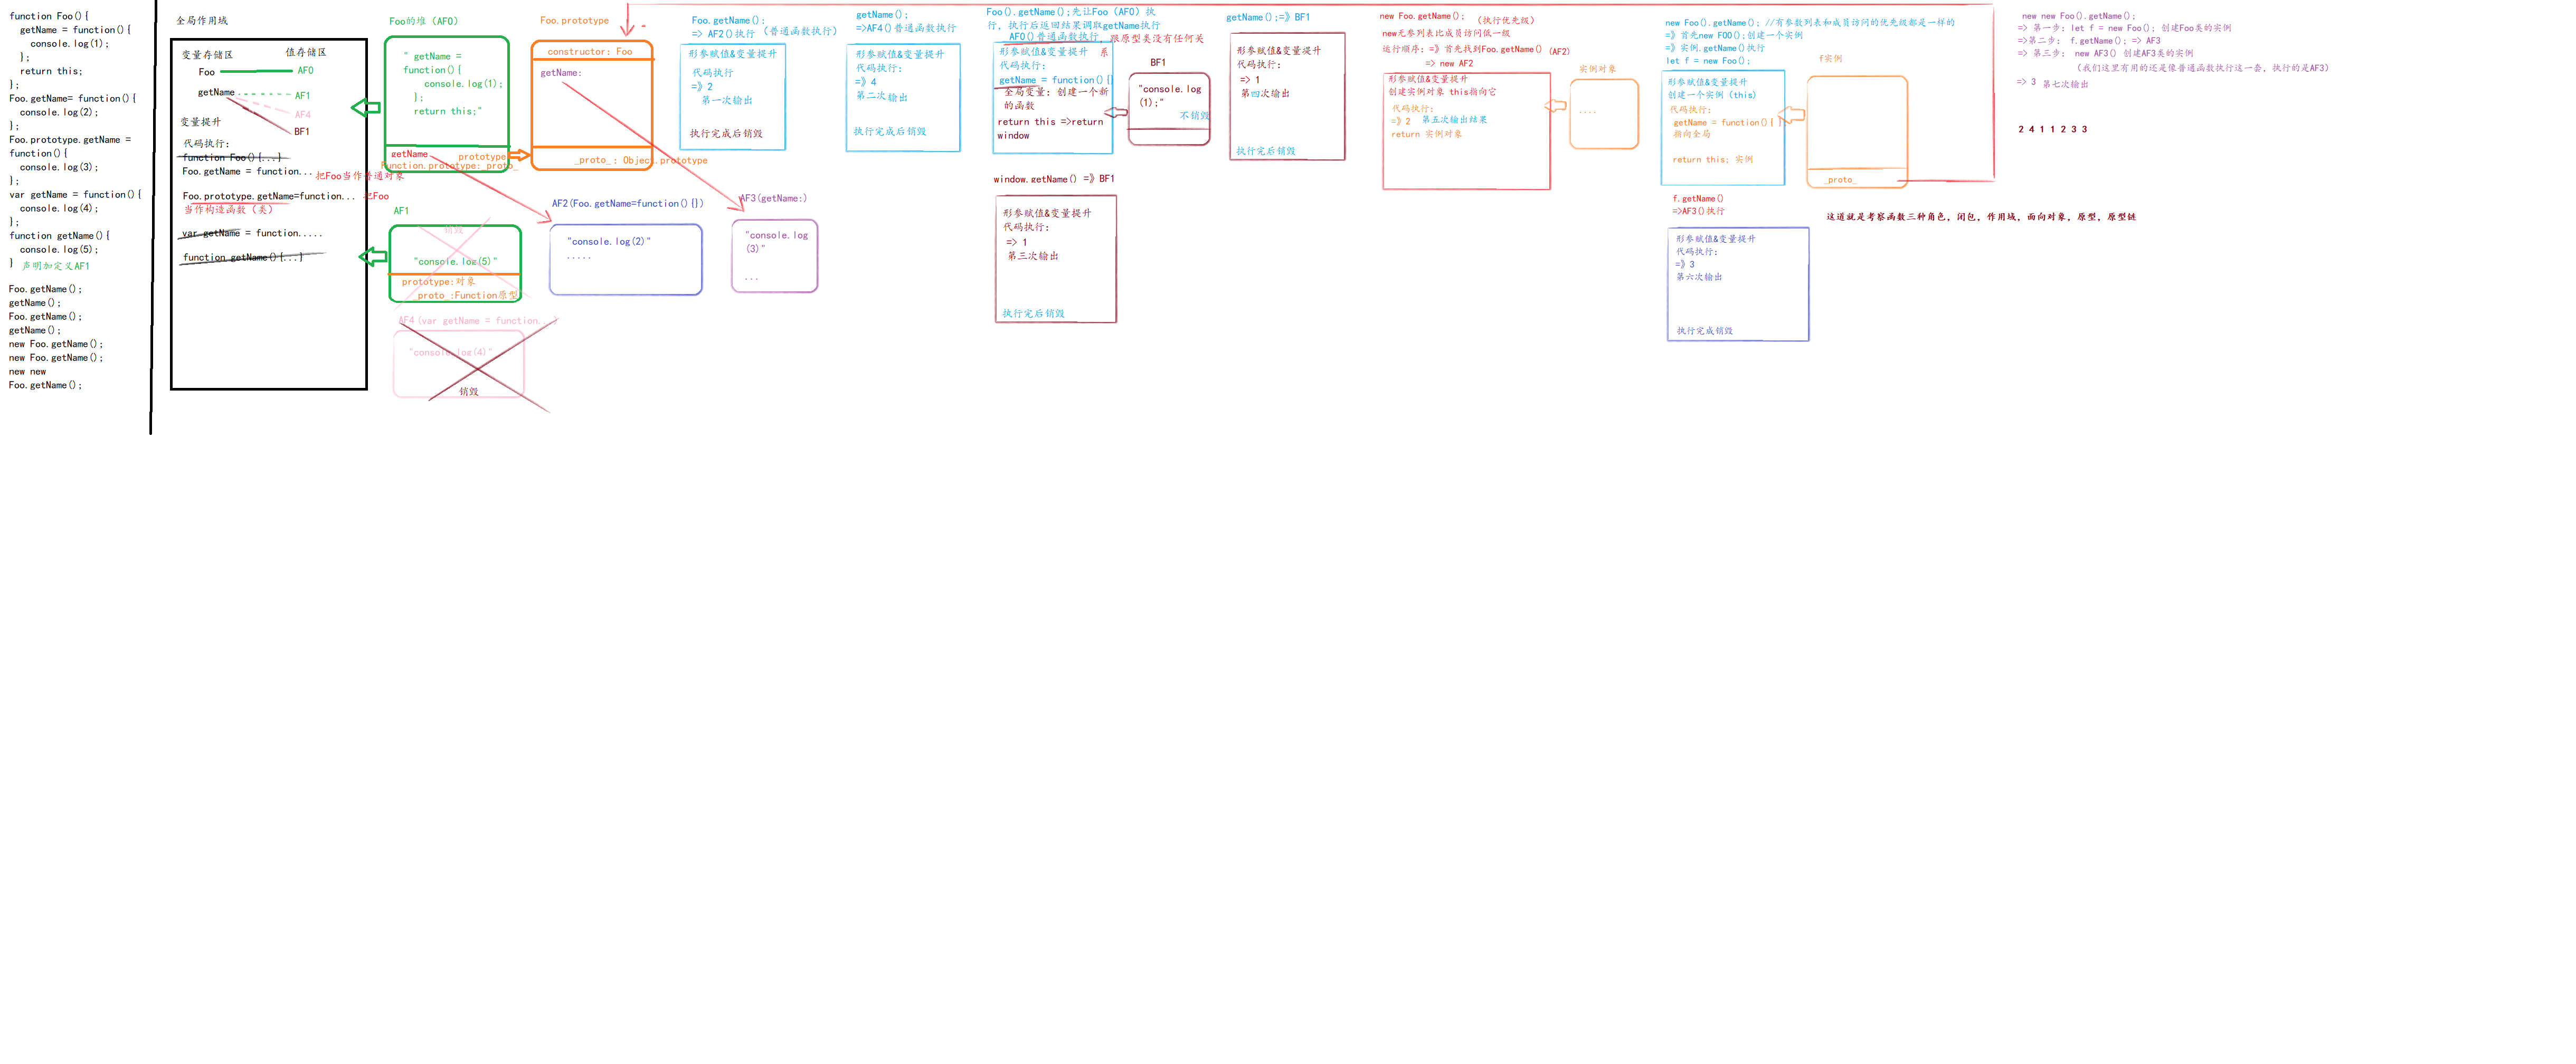 function Foo(){
getName = function(){
console.log(1);
};
return this;
};
Foo.getName= function(){
console.log(2);
};
Foo.prototype.getName =
function(){
console.log(3);
};
var getName = function(){
console.log(4);
};
function getName(){
console.log(5);
} 声明加定义AF1
Foo.getName();
getName();
Foo.getName();
getName();
new Foo.getName();
new Foo.getName();
new new
Foo.getName();
全局作用域
变量存储区 值存储区
Foo AF0
getName AF1
AF4
BF1
变量提升
代码执行:
function Foo(){...}
Foo.getName = function... 把Foo当作普通对象
Foo.prototype.getName=function... 把Foo
当作构造函数（类）
var getName = function.....
function getName(){...}
Foo的堆（AF0）
" getName =
function(){
console.log(1);
};
return this;"
getName
prototype
Function.prototype:_proto_
Foo.prototype
constructor: Foo
getName:
_proto_: Object.prototype
AF1
销毁
"console.log(5)"
prototype:对象
_proto_:Function原型
AF4(var getName = function...)
"console.log(4)"
销毁
AF2(Foo.getName=function(){})
"console.log(2)"
.....
AF3(getName:)
"console.log
(3)"
...
Foo.getName():
=> AF2()执行（普通函数执行）
形参赋值&变量提升
代码执行
=》2
第一次输出
执行完成后销毁
getName();
=>AF4()普通函数执行
形参赋值&变量提升
代码执行:
=》4
第二次输出
执行完成后销毁
Foo().getName();先让Foo（AF0）执
行, 执行后返回结果调取getName执行
AF0()普通函数执行, 跟原型类没有任何关
系
形参赋值&变量提升
代码执行:
getName = function(){}
全局变量: 创建一个新
的函数
return this =>return
window
BF1
"console.log
(1);"
不销毁
window.getName() =》BF1
形参赋值&变量提升
代码执行:
=> 1
第三次输出
执行完后销毁
getName();=》BF1
形参赋值&变量提升
代码执行:
=> 1
第四次输出
执行完后销毁
new Foo.getName(); （执行优先级）
new无参列表比成员访问低一级
运行顺序: =》首先找到Foo.getName() (AF2)
=> new AF2
形参赋值&变量提升
创建实例对象 this指向它
代码执行:
=》2 第五次输出结果
return 实例对象
实例对象
....
new Foo().getName(); //有参数列表和成员访问的优先级都是一样的
=》首先new FOO();创建一个实例
=》实例.getName()执行
let f = new Foo();
形参赋值&变量提升
创建一个实例（this)
代码执行:
getName = function(){ }
指向全局
return this; 实例
f实例
_proto_
f.getName()
=>AF3()执行
形参赋值&变量提升
代码执行:
=》3
第六次输出
执行完成销毁
new new Foo().getName();
=> 第一步: let f = new Foo(); 创建Foo类的实例
=>第二步: f.getName(); => AF3
=> 第三步: new AF3() 创建AF3类的实例
（我们这里有用的还是像普通函数执行这一套, 执行的是AF3）
=> 3 第七次输出
2 4 1 1 2 3 3
这道就是考察函数三种角色, 闭包, 作用域, 面向对象, 原型, 原型链